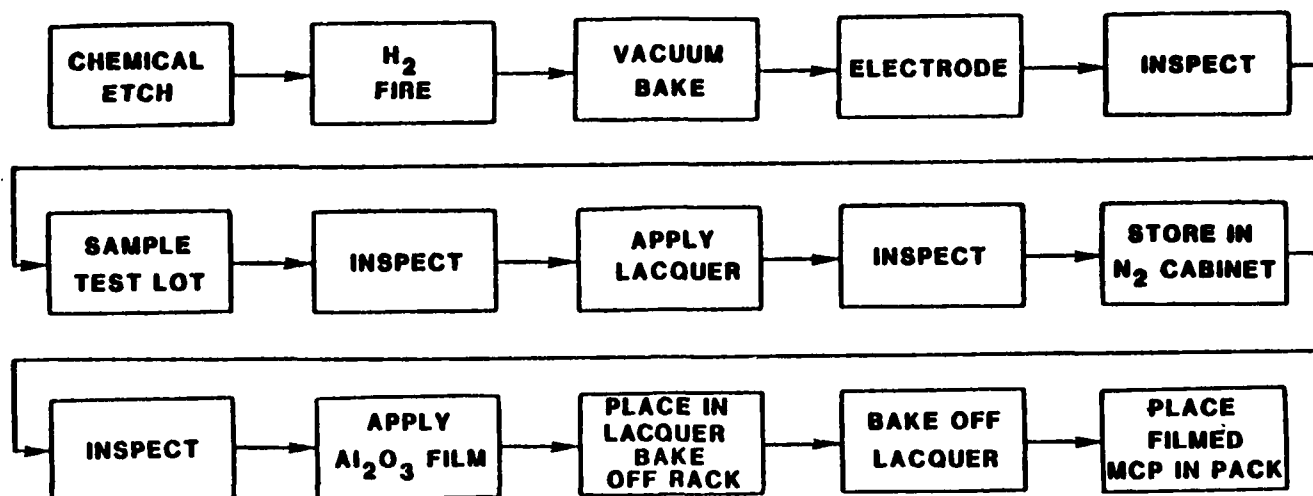 CHEMICAL
ETCH
H₂
FIRE
VACUUM
BAKE
ELECTRODE
INSPECT
SAMPLE
TEST LOT
INSPECT
APPLY
LACQUER
INSPECT
STORE IN
N₂ CABINET
INSPECT
APPLY
Al₂O₃ FILM
PLACE IN
LACQUER
BAKE
OFF RACK
BAKE OFF
LACQUER
PLACE
FILMED
MCP IN PACK